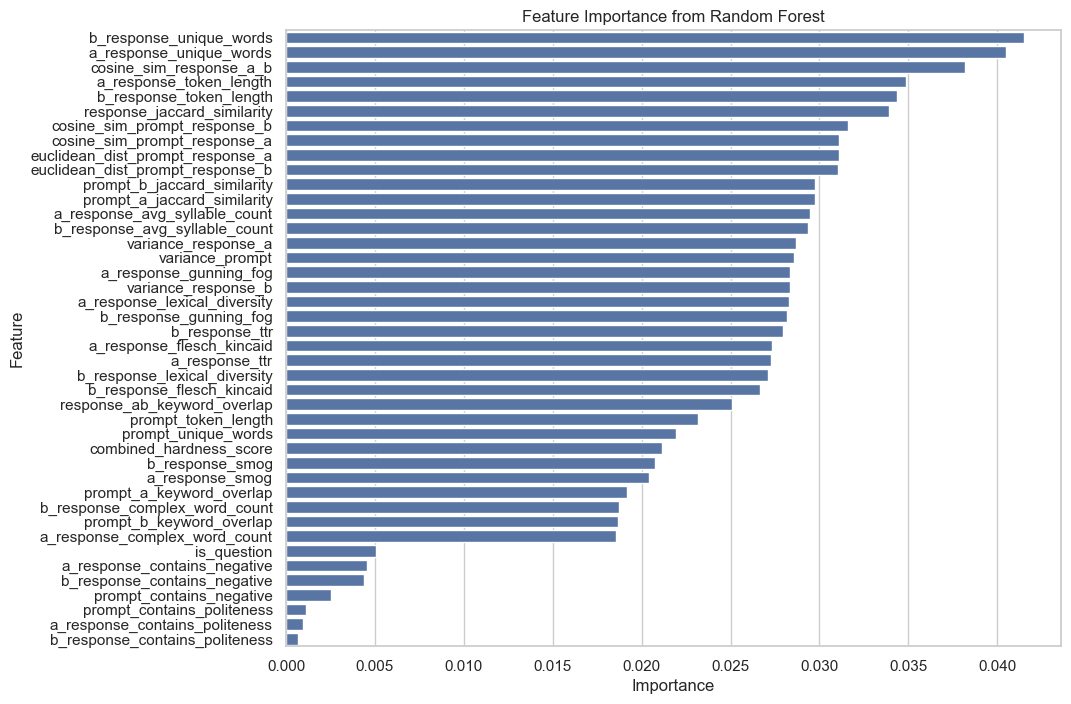 Feature Importance from Random Forest
b_response_unique_words
a_response_unique_words
cosine_sim_response_a_b
a_response_token_length
b_response_token_length
response_jaccard_similarity
cosine_sim_prompt_response_b
cosine_sim_prompt_response_a
euclidean_dist_prompt_response_a
euclidean_dist_prompt_response_b
prompt_b_jaccard_similarity
prompt_a_jaccard_similarity
a_response_avg_syllable_count
b_response_avg_syllable_count
variance_response_a
variance_prompt
a_response_gunning_fog
variance_response_b
a_response_lexical_diversity
b_response_gunning_fog
b_response_ttr
a_response_flesch_kincaid
a_response_ttr
b_response_lexical_diversity
b_response_flesch_kincaid
response_ab_keyword_overlap
prompt_token_length
prompt_unique_words
combined_hardness_score
b_response_smog
a_response_smog
prompt_a_keyword_overlap
b_response_complex_word_count
prompt_b_keyword_overlap
a_response_complex_word_count
is_question
a_response_contains_negative
b_response_contains_negative
prompt_contains_negative
prompt_contains_politeness
a_response_contains_politeness
b_response_contains_politeness
Feature
0.000 0.005 0.010 0.015 0.020 0.025 0.030 0.035 0.040
Importance